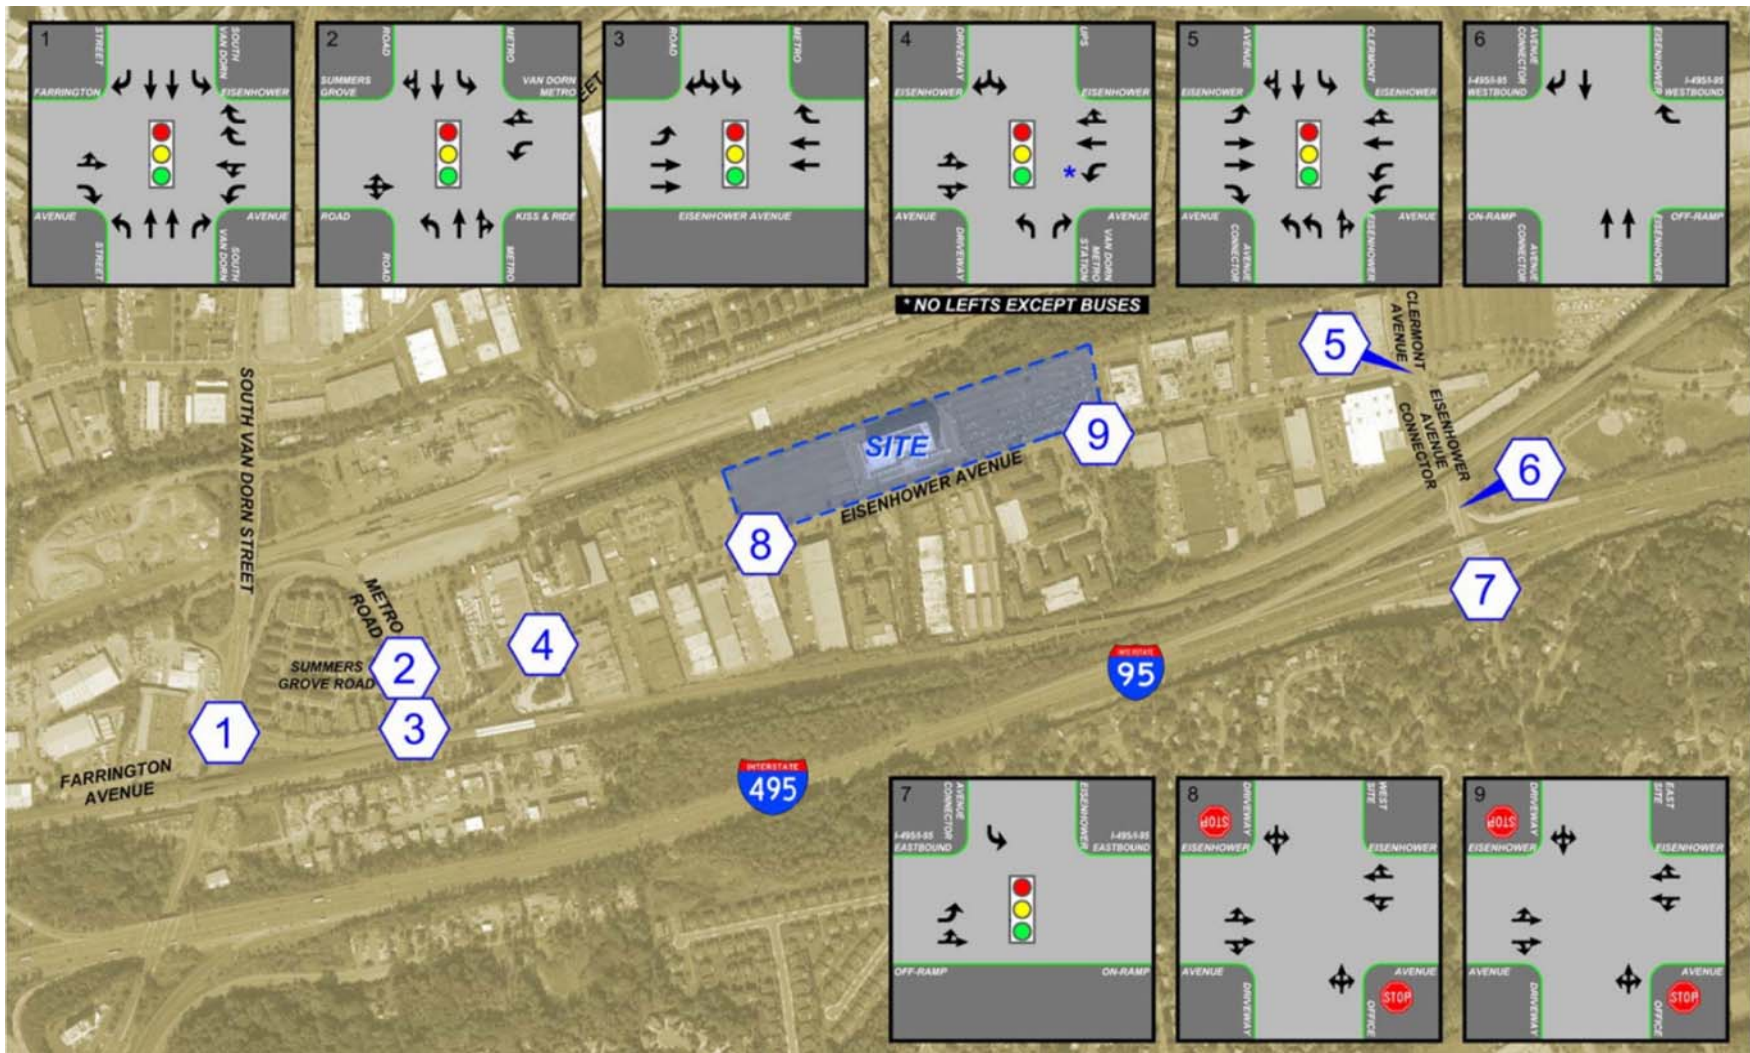 1
STREET
SOUTH
VAN DORN
FARRINGTON
EISENHOWER
AVENUE
AVENUE
STREET
SOUTH
VAN DORN
2
ROAD
METRO
SUMMERS
GROVE
VAN DORN
METRO
ROAD
KISS & RIDE
ROAD
METRO
3
ROAD
METRO
EISENHOWER AVENUE
4
DRIVEWAY
UPS
EISENHOWER
EISENHOWER
*
AVENUE
AVENUE
DRIVEWAY
VAN DORN
METRO
STATION
5
AVENUE
CLERMONT
EISENHOWER
EISENHOWER
AVENUE
AVENUE
AVENUE
CONNECTOR
EISENHOWER
6
AVENUE
CONNECTOR
EISENHOWER
I-495/I-95
WESTBOUND
I-495/I-95
WESTBOUND
ON-RAMP
OFF-RAMP
AVENUE
CONNECTOR
EISENHOWER
* NO LEFTS EXCEPT BUSES
SOUTH VAN DORN STREET
CLERMONT
AVENUE
5
EISENHOWER
AVENUE
CONNECTOR
SITE
9
EISENHOWER AVENUE
6
8
7
METRO
ROAD
4
2
SUMMERS
GROVE ROAD
INTERSTATE
95
1
3
FARRINGTON
AVENUE
INTERSTATE
495
7
AVENUE
CONNECTOR
EISENHOWER
I-495/I-95
EASTBOUND
I-495/I-95
EASTBOUND
OFF-RAMP
ON-RAMP
8
STOP
DRIVEWAY
WEST
SITE
EISENHOWER
EISENHOWER
AVENUE
AVENUE
DRIVEWAY
OFFICE
STOP
9
STOP
DRIVEWAY
EAST
SITE
EISENHOWER
EISENHOWER
AVENUE
AVENUE
DRIVEWAY
OFFICE
STOP